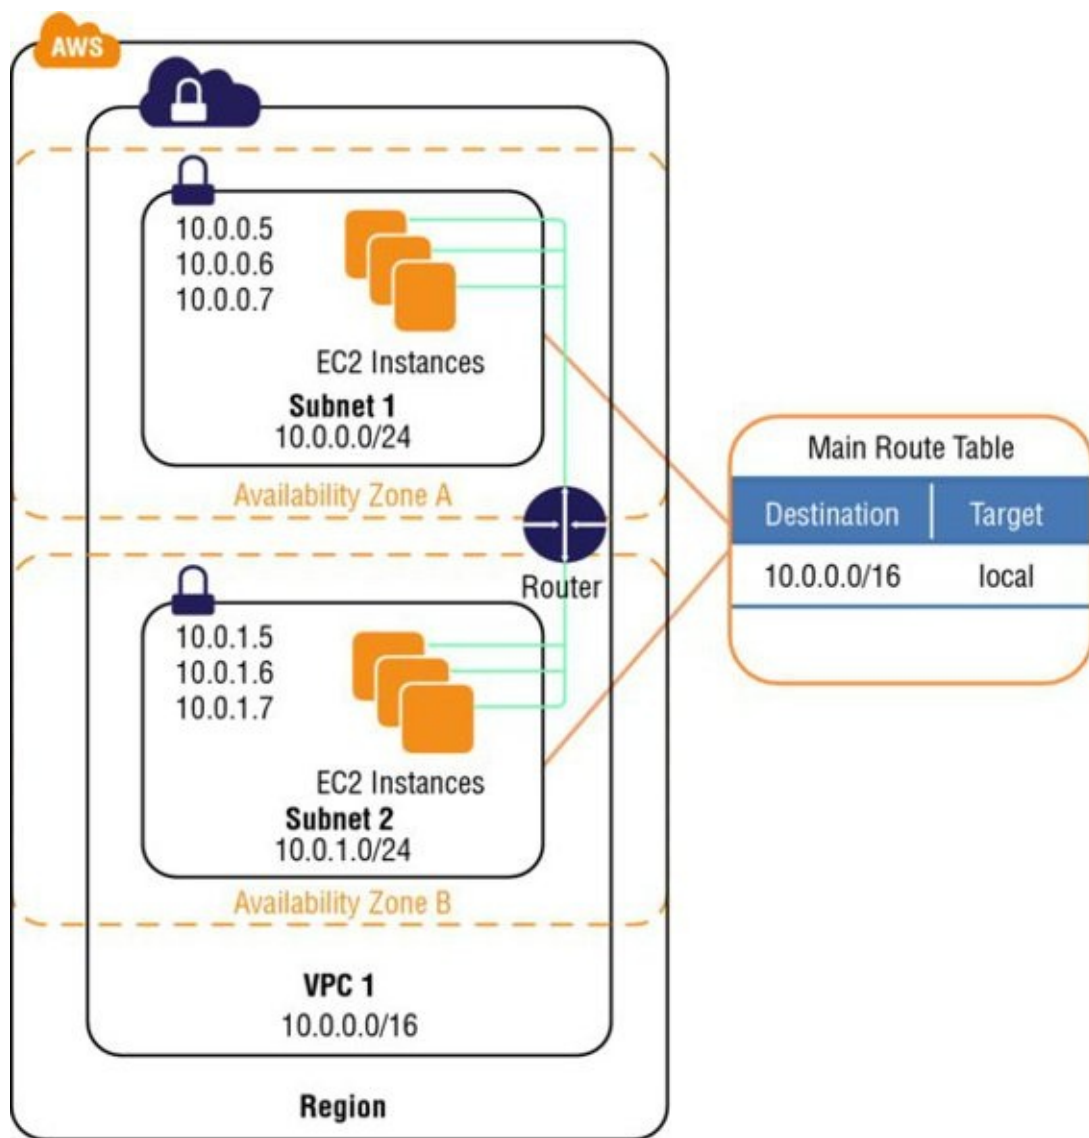 AWS
10.0.0.5
10.0.0.6
10.0.0.7
EC2 Instances
Subnet 1
10.0.0.0/24
Availability Zone A
Router
10.0.1.5
10.0.1.6
10.0.1.7
EC2 Instances
Subnet 2
10.0.1.0/24
Availability Zone B
VPC 1
10.0.0.0/16
Region
Main Route Table
Destination Target
10.0.0.0/16 local